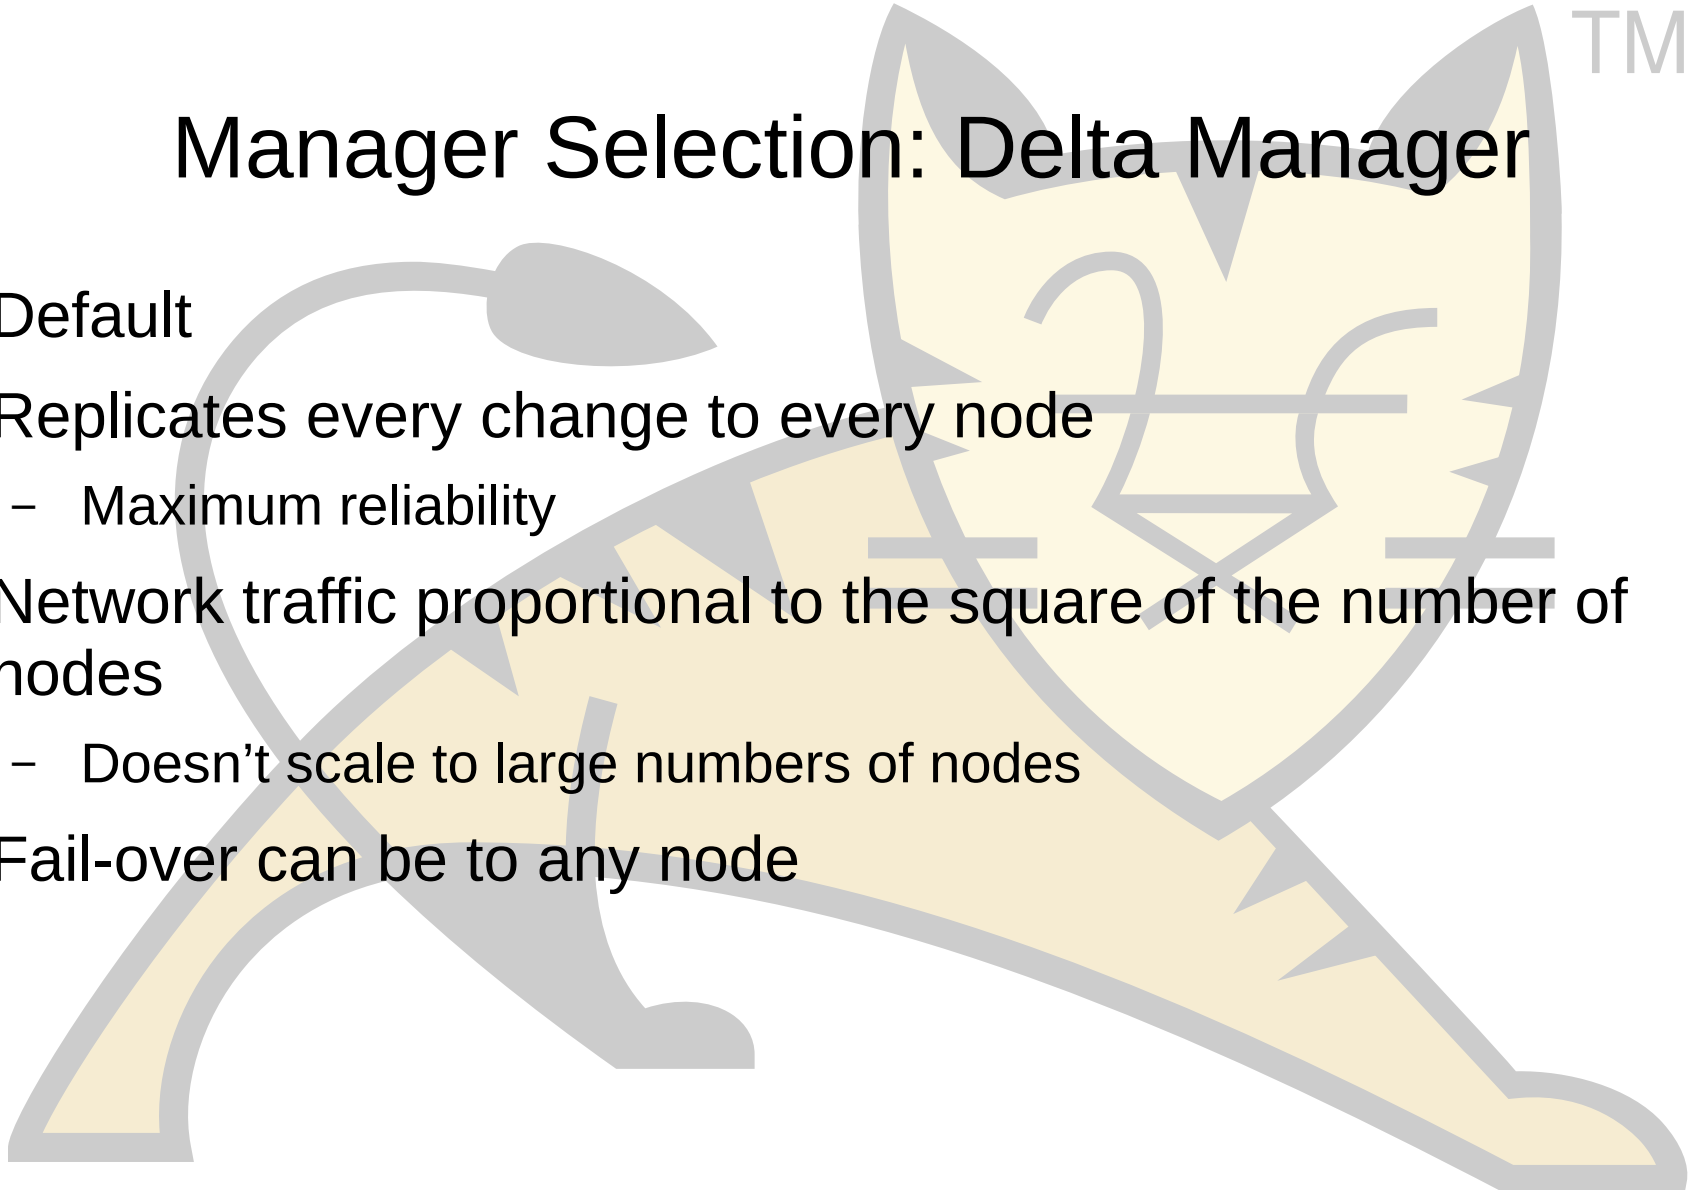 TM
Manager Selection: Delta Manager
Default
Replicates every change to every node
– Maximum reliability
Network traffic proportional to the square of the number of
nodes
– Doesn’t scale to large numbers of nodes
Fail-over can be to any node